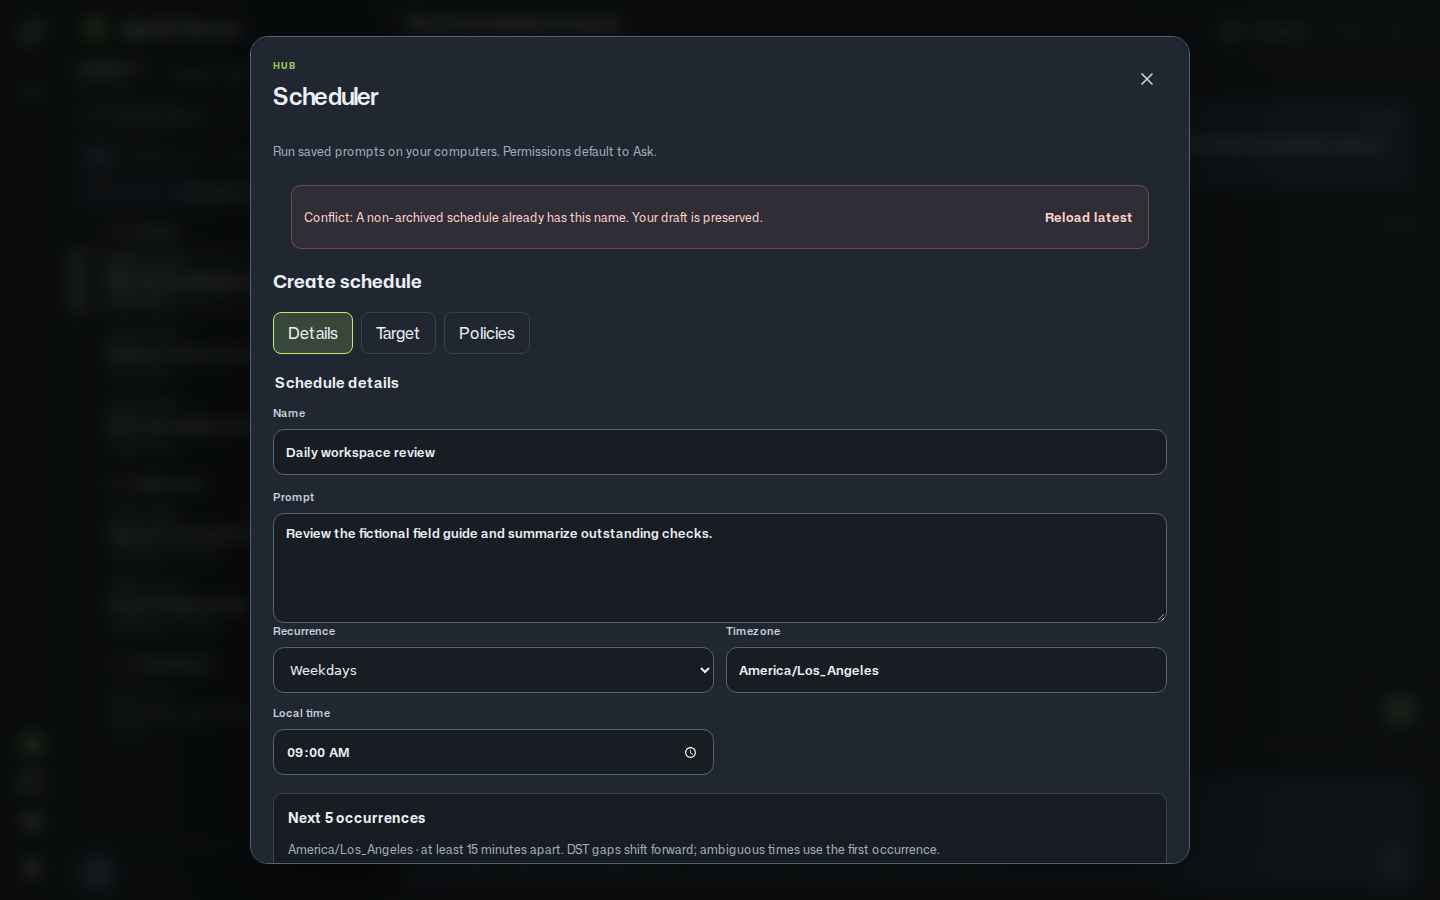 HUB
Scheduler
Run saved prompts on your computers. Permissions default to Ask.
Conflict: A non-archived schedule already has this name. Your draft is preserved.
Reload latest
Create schedule
Details
Target
Policies
Schedule details
Name
Daily workspace review
Prompt
Review the fictional field guide and summarize outstanding checks.
Recurrence
Timezone
Weekdays
America/Los_Angeles
Local time
09:00 AM
Next 5 occurrences
America/Los_Angeles · at least 15 minutes apart. DST gaps shift forward; ambiguous times use the first occurrence.